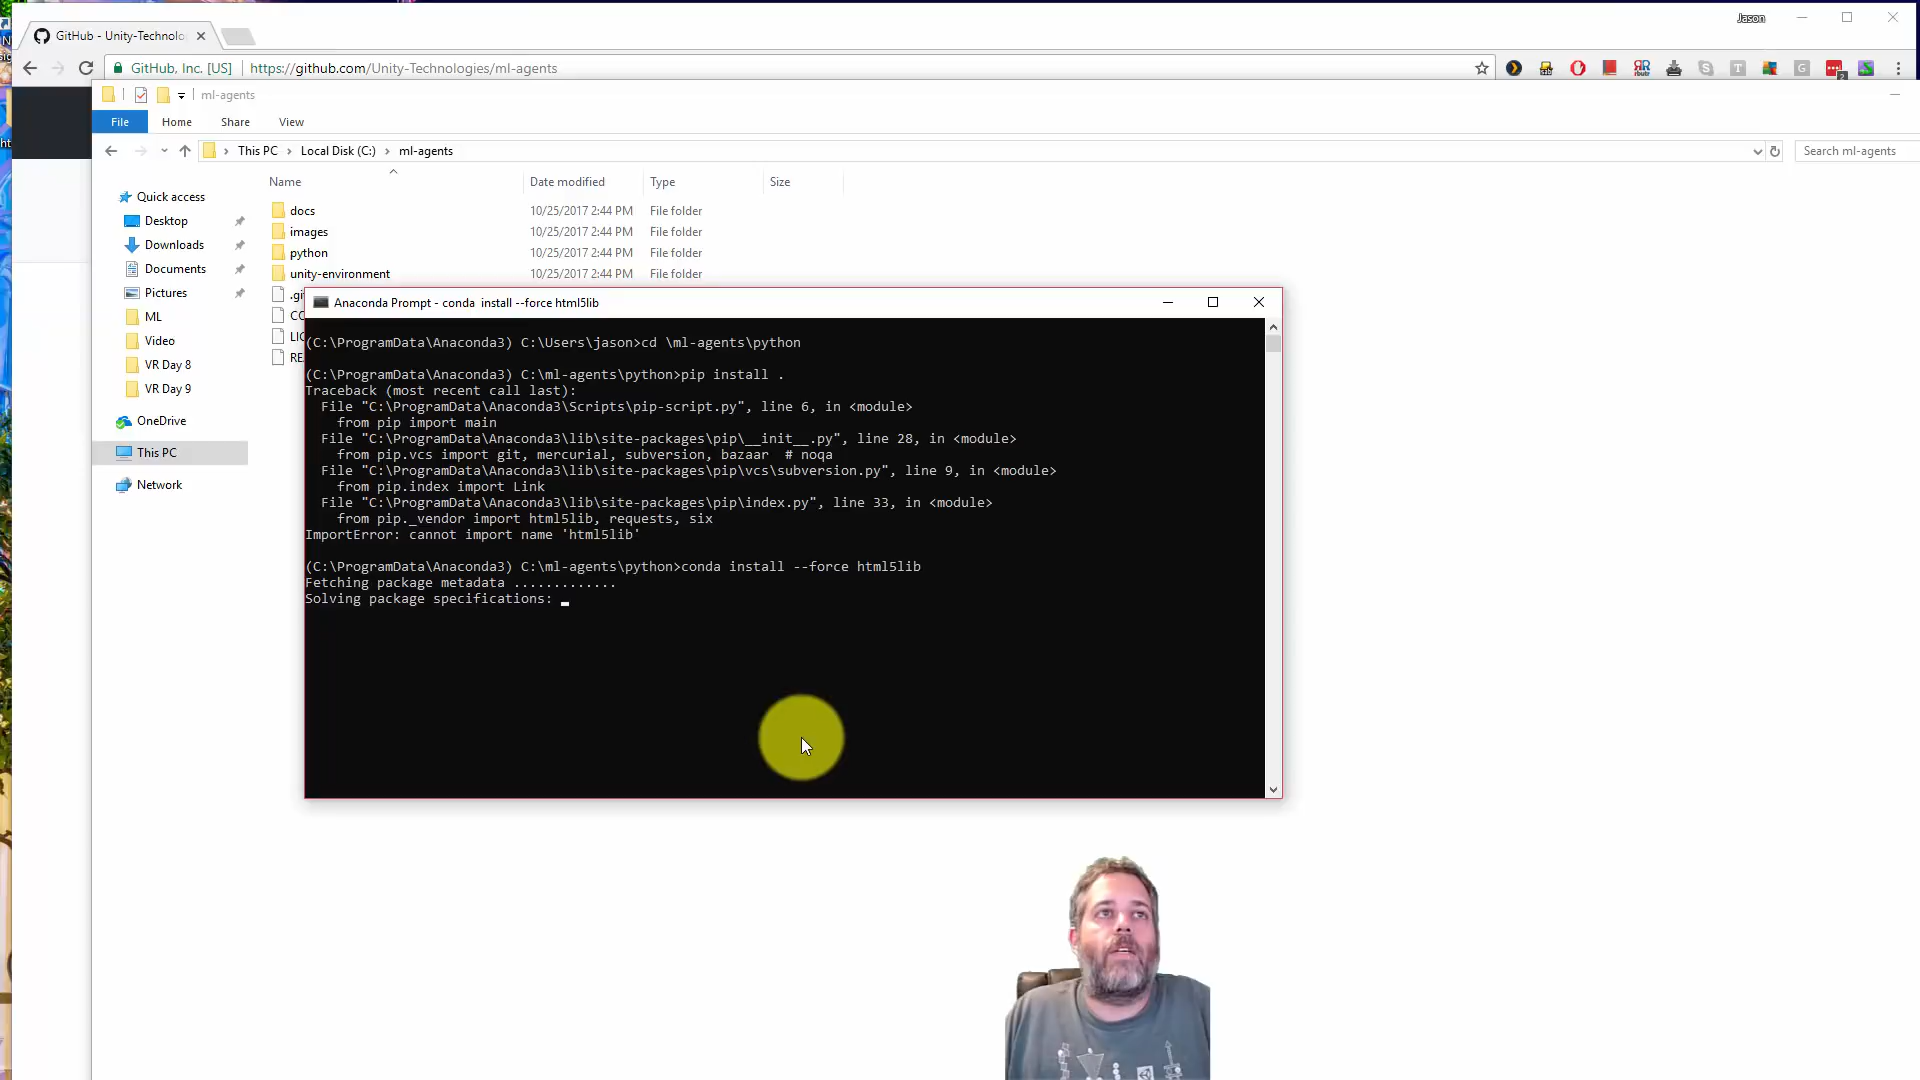 Jason
GitHub - Unity-Technolo
GitHub, Inc. [US]
https://github.com/Unity-Technologies/ml-agents
ml-agents
File
Home
Share
View
This PC
Local Disk (C:)
ml-agents
Search ml-agents
Name
Date modified
Type
Size
Quick access
Desktop
Downloads
Documents
Pictures
ML
Video
VR Day 8
VR Day 9
OneDrive
This PC
Network
docs 10/25/2017 2:44 PM File folder
images 10/25/2017 2:44 PM File folder
python 10/25/2017 2:44 PM File folder
unity-environment 10/25/2017 2:44 PM File folder
.gi
CO
LIC
RE
Anaconda Prompt - conda install --force html5lib
(C:\ProgramData\Anaconda3) C:\Users\jason>cd \ml-agents\python
(C:\ProgramData\Anaconda3) C:\ml-agents\python>pip install .
Traceback (most recent call last):
File "C:\ProgramData\Anaconda3\Scripts\pip-script.py", line 6, in <module>
from pip import main
File "C:\ProgramData\Anaconda3\lib\site-packages\pip\__init__.py", line 28, in <module>
from pip.vcs import git, mercurial, subversion, bazaar # noqa
File "C:\ProgramData\Anaconda3\lib\site-packages\pip\vcs\subversion.py", line 9, in <module>
from pip.index import Link
File "C:\ProgramData\Anaconda3\lib\site-packages\pip\index.py", line 33, in <module>
from pip._vendor import html5lib, requests, six
ImportError: cannot import name 'html5lib'
(C:\ProgramData\Anaconda3) C:\ml-agents\python>conda install --force html5lib
Fetching package metadata .............
Solving package specifications: